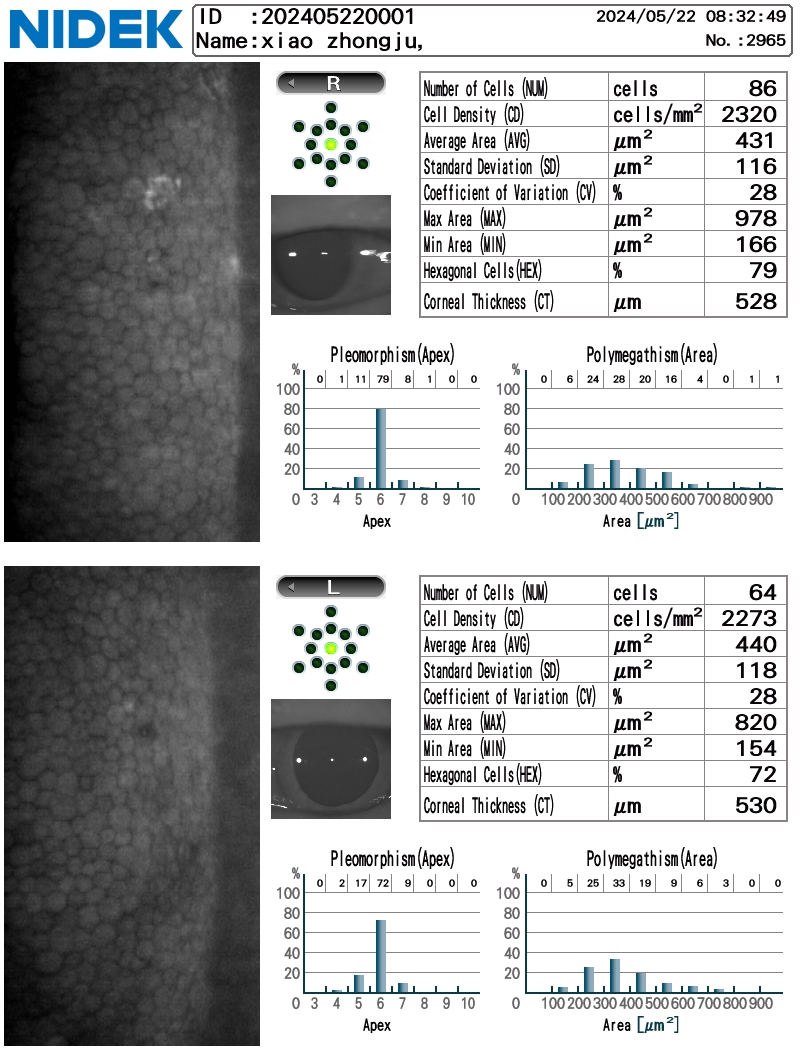 NIDEK
ID :202405220001 2024/05/22 08:32:49
Name:xiao zhongju, No.:2965
R
Number of Cells (NUM) cells 86
Cell Density (CD) cells/mm² 2320
Average Area (AVG) μm² 431
Standard Deviation (SD) μm² 116
Coefficient of Variation (CV) % 28
Max Area (MAX) μm² 978
Min Area (MIN) μm² 166
Hexagonal Cells(HEX) % 79
Corneal Thickness (CT) μm 528
Pleomorphism(Apex)
%
0 1 11 79 8 1 0 0
100
80
60
40
20
0 3 4 5 6 7 8 9 10
Apex
Polymegathism(Area)
%
0 6 24 28 20 16 4 0 1 1
100
80
60
40
20
0 100 200 300 400 500 600 700 800 900
Area [μm²]
L
Number of Cells (NUM) cells 64
Cell Density (CD) cells/mm² 2273
Average Area (AVG) μm² 440
Standard Deviation (SD) μm² 118
Coefficient of Variation (CV) % 28
Max Area (MAX) μm² 820
Min Area (MIN) μm² 154
Hexagonal Cells(HEX) % 72
Corneal Thickness (CT) μm 530
Pleomorphism(Apex)
%
0 2 17 72 9 0 0 0
100
80
60
40
20
0 3 4 5 6 7 8 9 10
Apex
Polymegathism(Area)
%
0 5 25 33 19 9 6 3 0 0
100
80
60
40
20
0 100 200 300 400 500 600 700 800 900
Area [μm²]